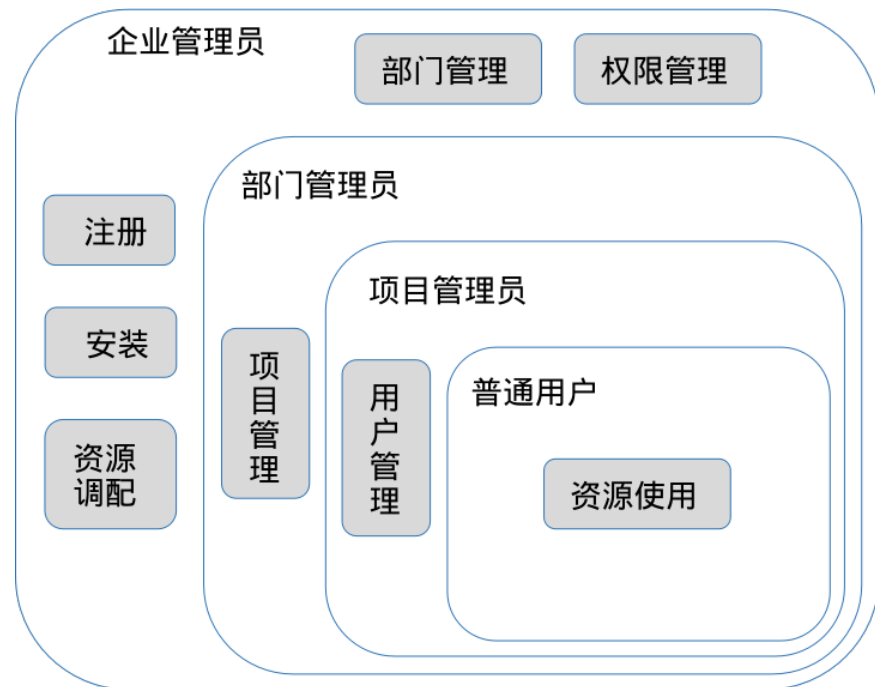 企业管理员
部门管理
权限管理
部门管理员
注册
项目管理员
安装
项目管理
用户管理
普通用户
资源
调配
资源使用